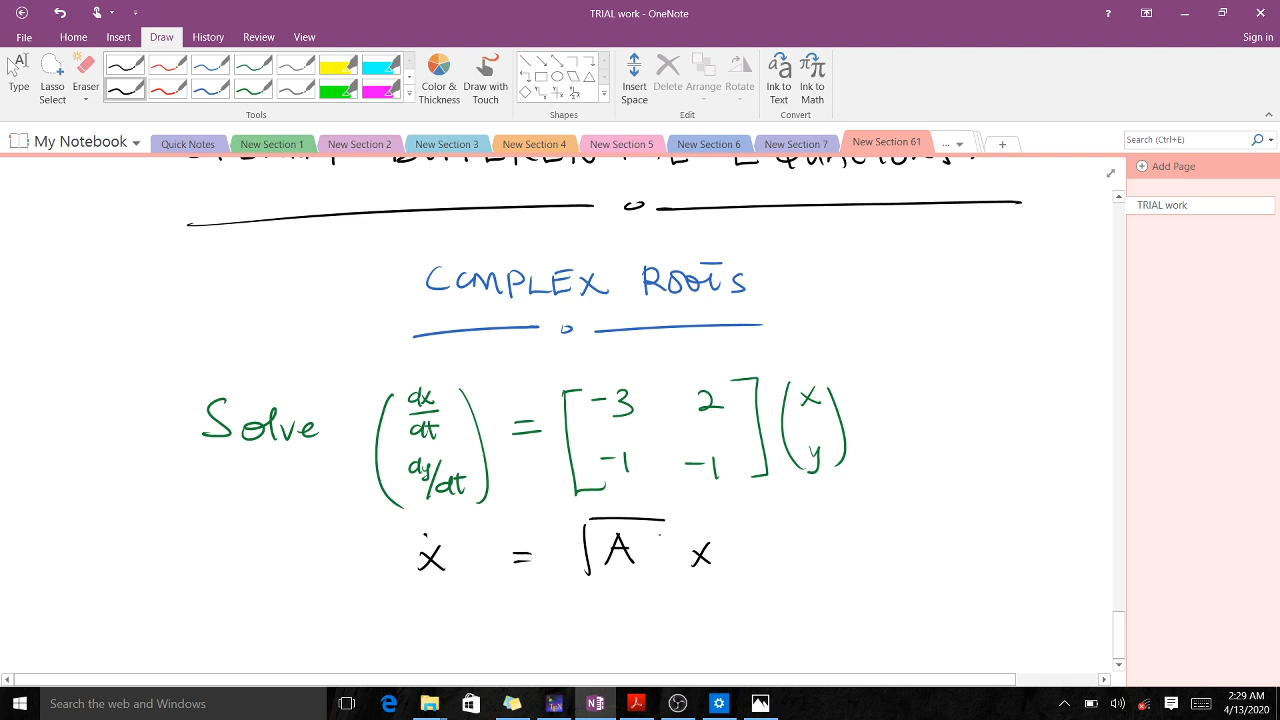 TRIAL work - OneNote
File Home Insert Draw History Review View Sign in
Type Lasso Select Eraser Color & Thickness Draw with Touch Insert Space Delete Arrange Rotate Ink to Text Ink to Math
Tools Shapes Edit Convert
My Notebook Quick Notes New Section 1 New Section 2 New Section 3 New Section 4 New Section 5 New Section 6 New Section 7 New Section 61 ... + Search (Ctrl+E)
Add Page
TRIAL work
COMPLEX ROOTS
Solve (dx/dt dy/dt) = [-3 2 -1 -1] (x y)
ẋ = A x
Search the web and Windows
2:29 AM
4/13/2020